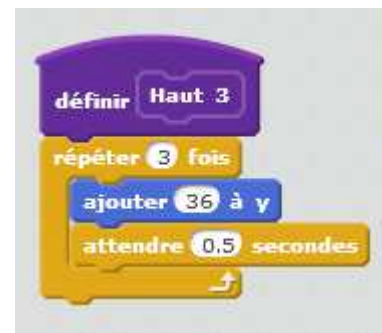 définir Haut 3
répéter 3 fois
ajouter 36 à y
attendre 0.5 secondes